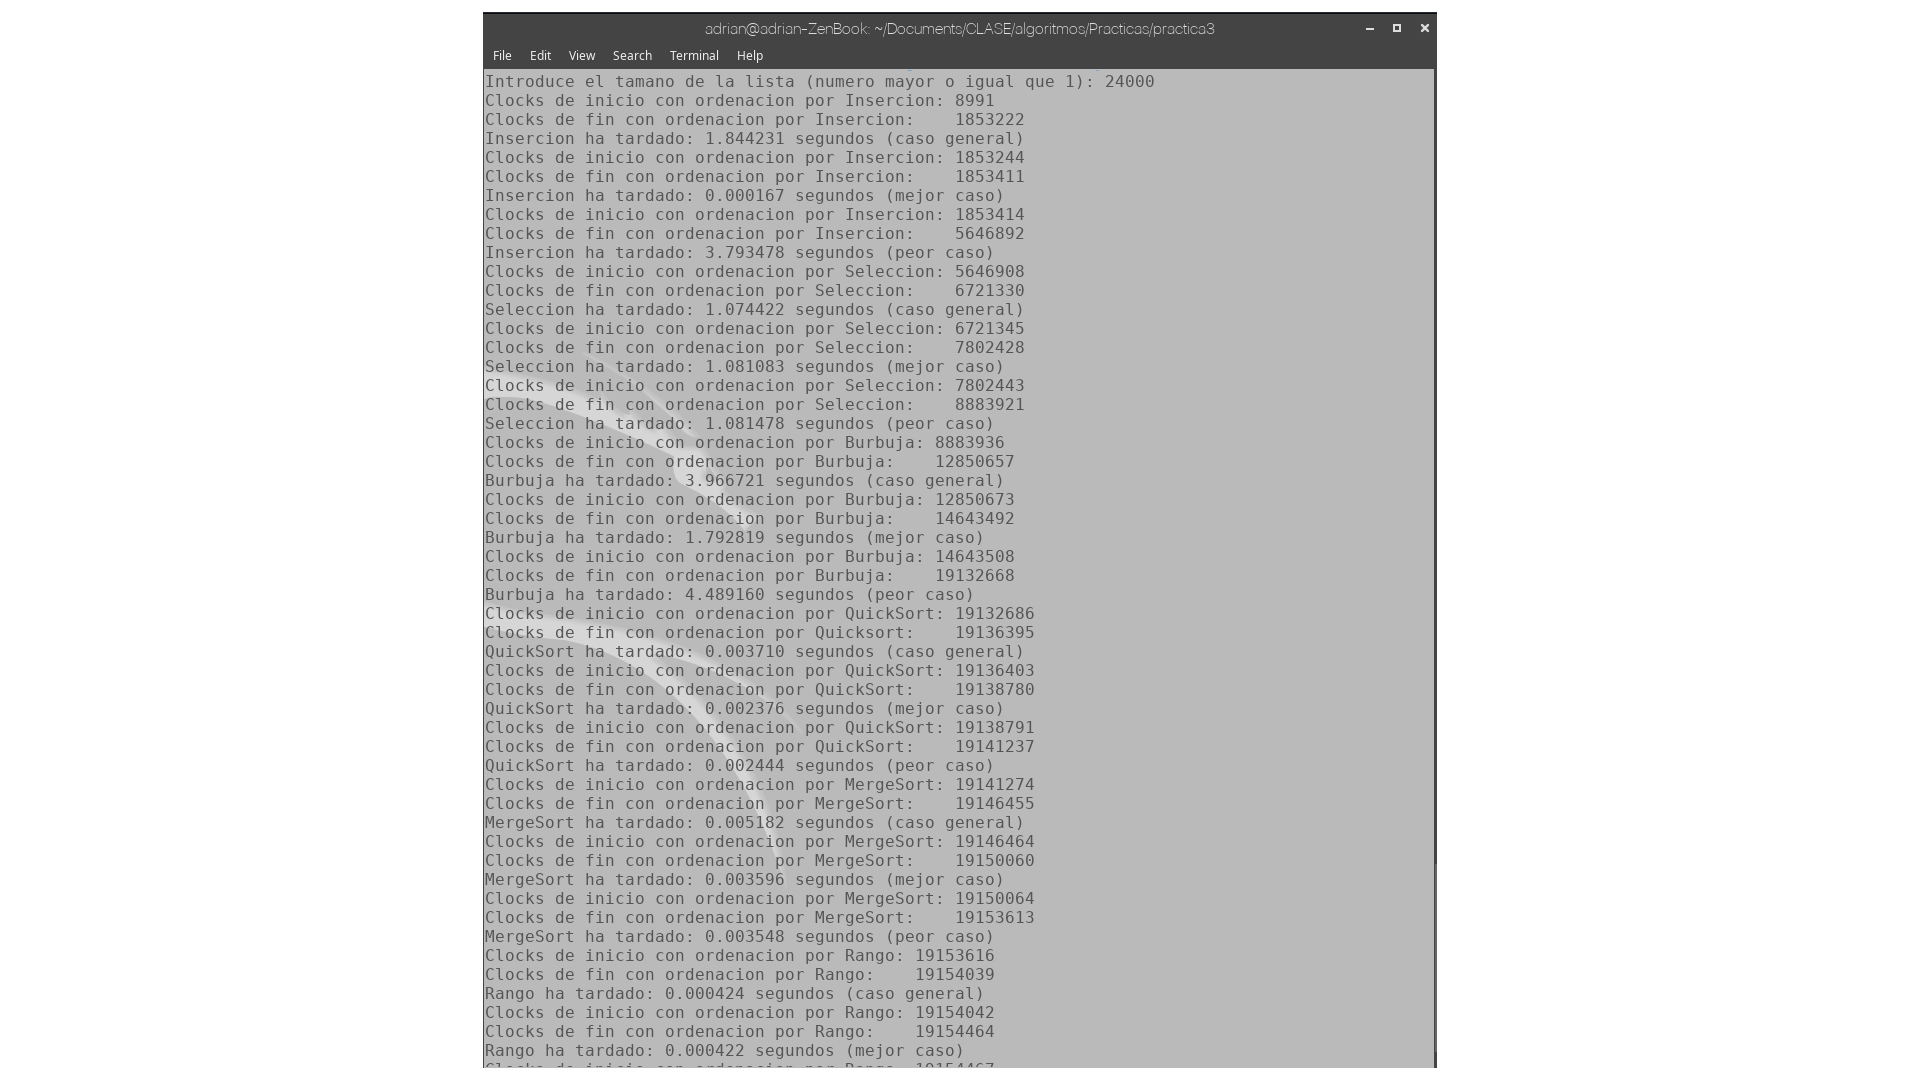 adrian@adrian-ZenBook: ~/Documents/CLASE/algoritmos/Practicas/practica3
File Edit View Search Terminal Help
Introduce el tamano de la lista (numero mayor o igual que 1): 24000
Clocks de inicio con ordenacion por Insercion: 8991
Clocks de fin con ordenacion por Insercion:    1853222
Insercion ha tardado: 1.844231 segundos (caso general)
Clocks de inicio con ordenacion por Insercion: 1853244
Clocks de fin con ordenacion por Insercion:    1853411
Insercion ha tardado: 0.000167 segundos (mejor caso)
Clocks de inicio con ordenacion por Insercion: 1853414
Clocks de fin con ordenacion por Insercion:    5646892
Insercion ha tardado: 3.793478 segundos (peor caso)
Clocks de inicio con ordenacion por Seleccion: 5646908
Clocks de fin con ordenacion por Seleccion:    6721330
Seleccion ha tardado: 1.074422 segundos (caso general)
Clocks de inicio con ordenacion por Seleccion: 6721345
Clocks de fin con ordenacion por Seleccion:    7802428
Seleccion ha tardado: 1.081083 segundos (mejor caso)
Clocks de inicio con ordenacion por Seleccion: 7802443
Clocks de fin con ordenacion por Seleccion:    8883921
Seleccion ha tardado: 1.081478 segundos (peor caso)
Clocks de inicio con ordenacion por Burbuja: 8883936
Clocks de fin con ordenacion por Burbuja:    12850657
Burbuja ha tardado: 3.966721 segundos (caso general)
Clocks de inicio con ordenacion por Burbuja: 12850673
Clocks de fin con ordenacion por Burbuja:    14643492
Burbuja ha tardado: 1.792819 segundos (mejor caso)
Clocks de inicio con ordenacion por Burbuja: 14643508
Clocks de fin con ordenacion por Burbuja:    19132668
Burbuja ha tardado: 4.489160 segundos (peor caso)
Clocks de inicio con ordenacion por QuickSort: 19132686
Clocks de fin con ordenacion por Quicksort:    19136395
QuickSort ha tardado: 0.003710 segundos (caso general)
Clocks de inicio con ordenacion por QuickSort: 19136403
Clocks de fin con ordenacion por QuickSort:    19138780
QuickSort ha tardado: 0.002376 segundos (mejor caso)
Clocks de inicio con ordenacion por QuickSort: 19138791
Clocks de fin con ordenacion por QuickSort:    19141237
QuickSort ha tardado: 0.002444 segundos (peor caso)
Clocks de inicio con ordenacion por MergeSort: 19141274
Clocks de fin con ordenacion por MergeSort:    19146455
MergeSort ha tardado: 0.005182 segundos (caso general)
Clocks de inicio con ordenacion por MergeSort: 19146464
Clocks de fin con ordenacion por MergeSort:    19150060
MergeSort ha tardado: 0.003596 segundos (mejor caso)
Clocks de inicio con ordenacion por MergeSort: 19150064
Clocks de fin con ordenacion por MergeSort:    19153613
MergeSort ha tardado: 0.003548 segundos (peor caso)
Clocks de inicio con ordenacion por Rango: 19153616
Clocks de fin con ordenacion por Rango:    19154039
Rango ha tardado: 0.000424 segundos (caso general)
Clocks de inicio con ordenacion por Rango: 19154042
Clocks de fin con ordenacion por Rango:    19154464
Rango ha tardado: 0.000422 segundos (mejor caso)
Clocks de inicio con ordenacion por Rango: 19154467